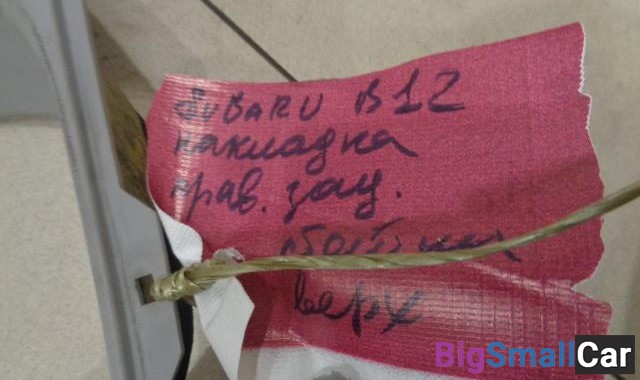 SUBARU B12
накладка
прав. зад.
верх
BigSmallCar